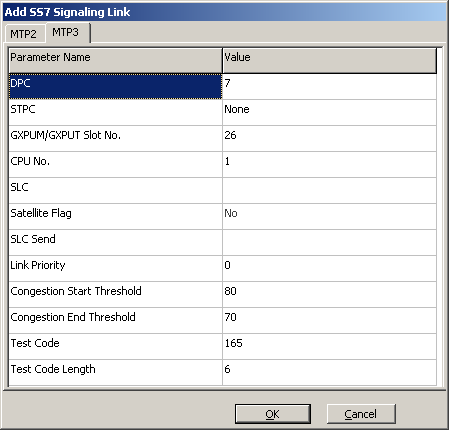 Add SS7 Signaling Link
MTP2 MTP3
Parameter Name Value
DPC 7
STPC None
GXPUM/GXPUT Slot No. 26
CPU No. 1
SLC
Satellite Flag No
SLC Send
Link Priority 0
Congestion Start Threshold 80
Congestion End Threshold 70
Test Code 165
Test Code Length 6
OK Cancel